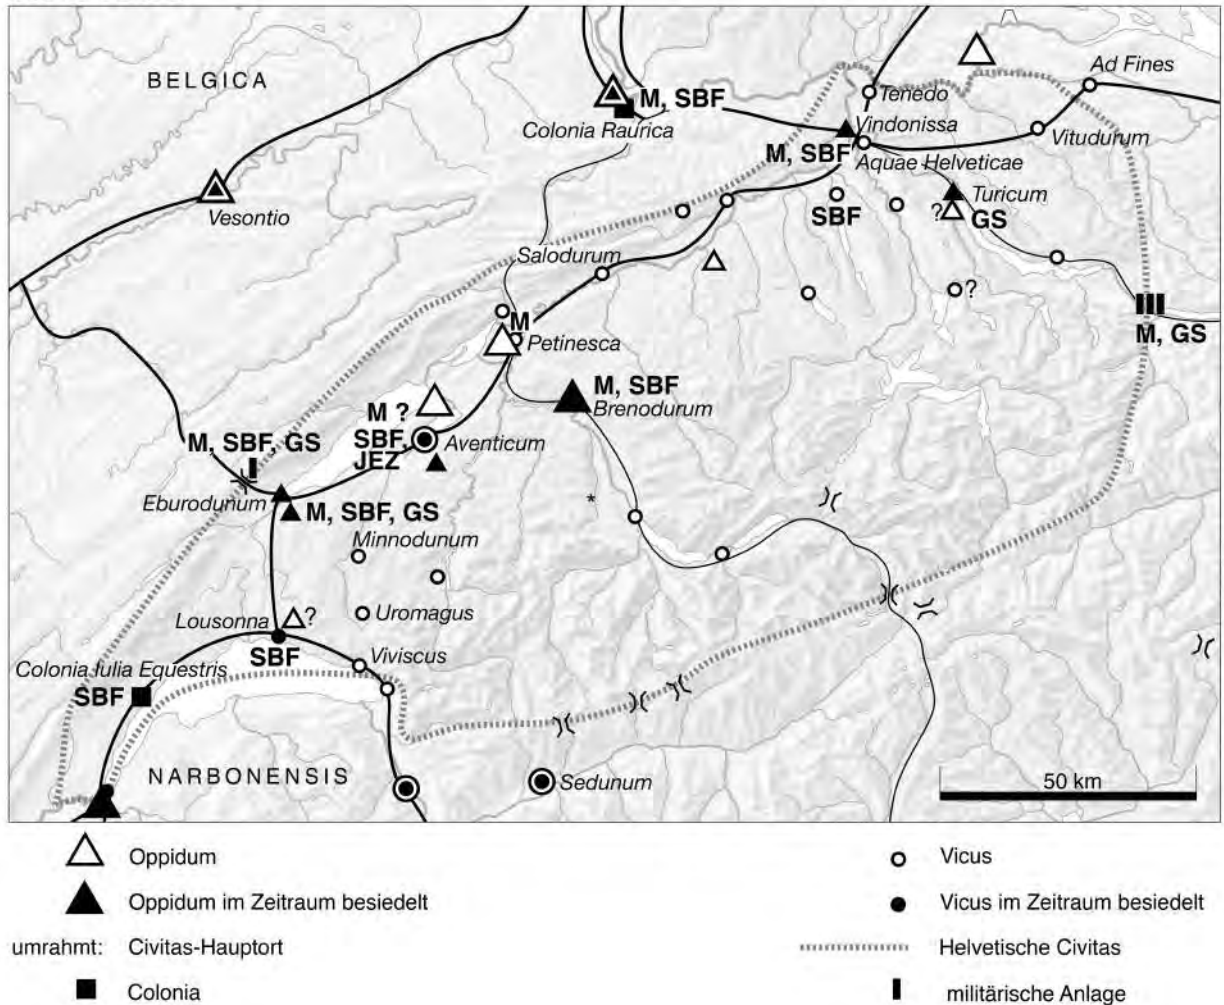 BELGICA
Ad Fines
M, SBF
Tenedo
Colonia Raurica
Vindonissa
Vitudurum
M, SBF
Aquae Helveticae
Vesontio
SBF
Turicum
?
GS
Salodurum
?
M
Petinesca
M, GS
M, SBF
Brenodurum
M ?
M, SBF, GS
SBF,
JEZ
Aventicum
Eburodunum
M, SBF, GS
*
Minnodunum
Lousonna
?
Uromagus
SBF
Viviscus
Colonia Iulia Equestris
SBF
NARBONENSIS
Sedunum
50 km
Oppidum
Vicus
Oppidum im Zeitraum besiedelt
Vicus im Zeitraum besiedelt
umrahmt: Civitas-Hauptort
Helvetische Civitas
Colonia
militärische Anlage